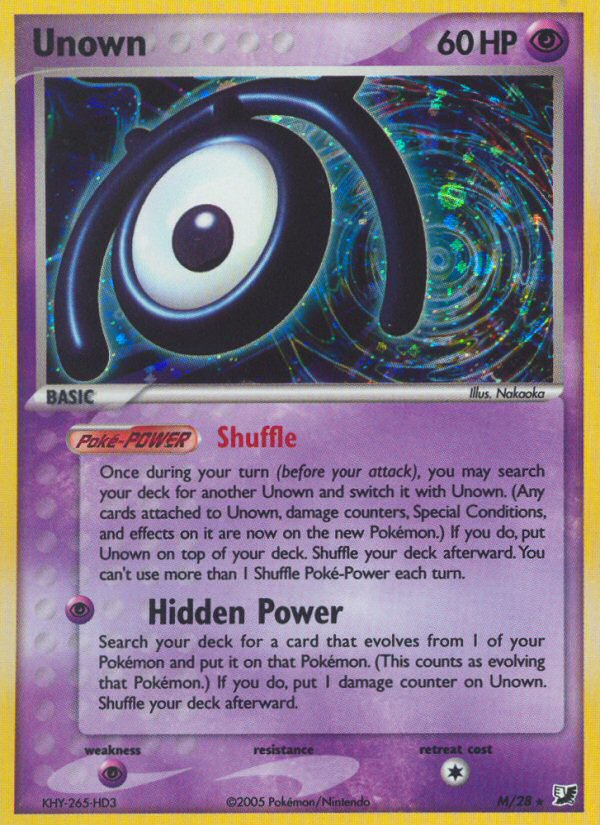 Unown 60 HP
BASIC
Illus. Nakaoka
Poké-POWER Shuffle
Once during your turn (before your attack), you may search
your deck for another Unown and switch it with Unown. (Any
cards attached to Unown, damage counters, Special Conditions,
and effects on it are now on the new Pokémon.) If you do, put
Unown on top of your deck. Shuffle your deck afterward. You
can't use more than 1 Shuffle Poké-Power each turn.
Hidden Power
Search your deck for a card that evolves from 1 of your
Pokémon and put it on that Pokémon. (This counts as evolving
that Pokémon.) If you do, put 1 damage counter on Unown.
Shuffle your deck afterward.
weakness resistance retreat cost
KHY-265-HD3 ©2005 Pokémon/Nintendo M/28 ★